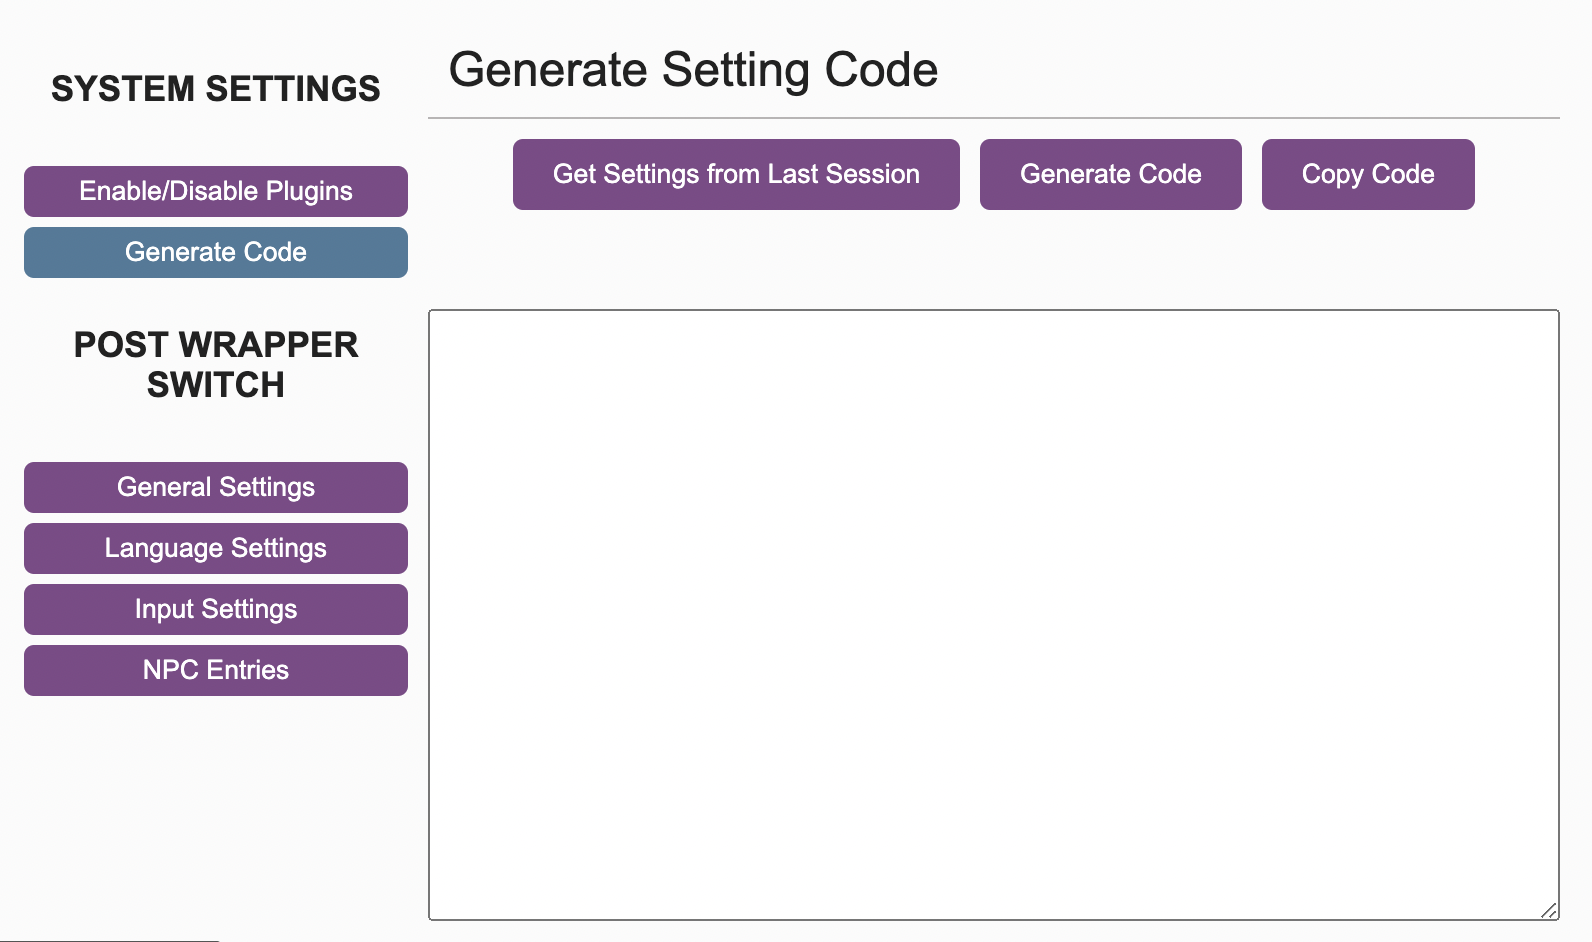 SYSTEM SETTINGS
Enable/Disable Plugins
Generate Code
POST WRAPPER
SWITCH
General Settings
Language Settings
Input Settings
NPC Entries
Generate Setting Code
Get Settings from Last Session
Generate Code
Copy Code